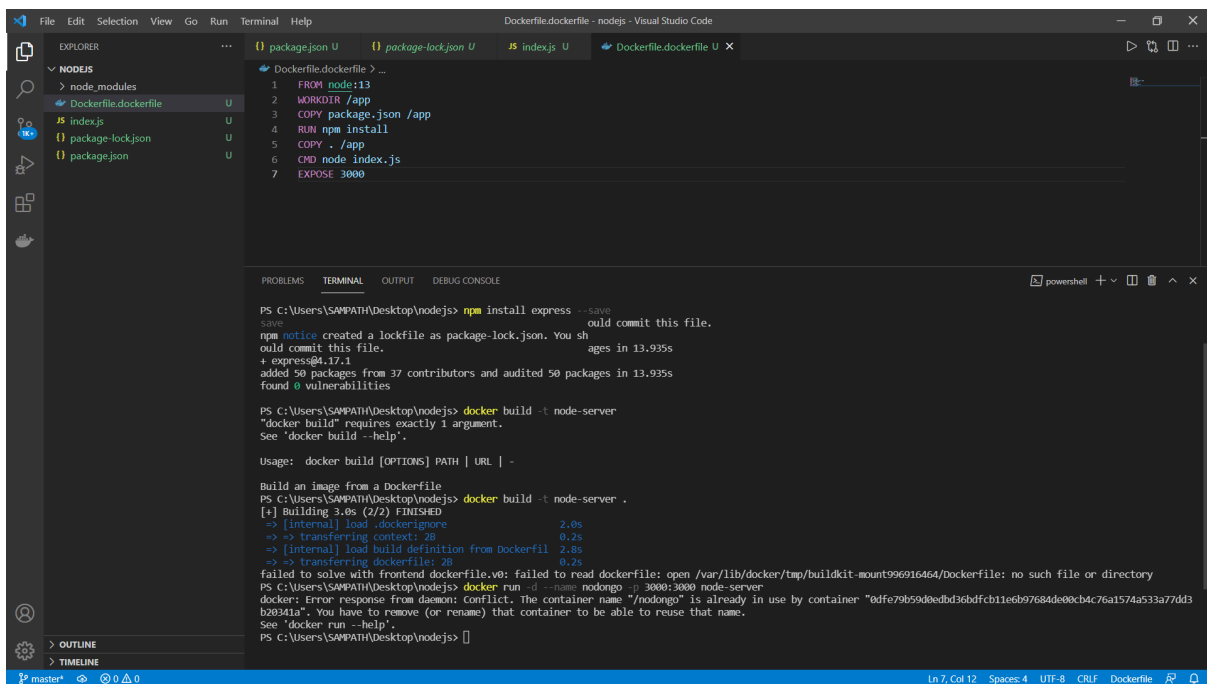 File Edit Selection View Go Run Terminal Help Dockerfile.dockerfile - nodejs - Visual Studio Code
EXPLORER ...
{} package.json U {} package-lock.json U JS index.js U Dockerfile.dockerfile U
NODEJS
> node_modules
Dockerfile.dockerfile U
JS index.js U
{} package-lock.json U
{} package.json U
1K+
Dockerfile.dockerfile > ...
1 FROM node:13
2 WORKDIR /app
3 COPY package.json /app
4 RUN npm install
5 COPY . /app
6 CMD node index.js
7 EXPOSE 3000
PROBLEMS TERMINAL OUTPUT DEBUG CONSOLE powershell
PS C:\Users\SAMPATH\Desktop\nodejs> npm install express --save
save ould commit this file.
npm notice created a lockfile as package-lock.json. You sh
ould commit this file. ages in 13.935s
+ express@4.17.1
added 50 packages from 37 contributors and audited 50 packages in 13.935s
found 0 vulnerabilities
PS C:\Users\SAMPATH\Desktop\nodejs> docker build -t node-server
"docker build" requires exactly 1 argument.
See 'docker build --help'.
Usage: docker build [OPTIONS] PATH | URL | -
Build an image from a Dockerfile
PS C:\Users\SAMPATH\Desktop\nodejs> docker build -t node-server .
[+] Building 3.0s (2/2) FINISHED
=> [internal] load .dockerignore 2.0s
=> => transferring context: 2B 0.2s
=> [internal] load build definition from Dockerfil 2.8s
=> => transferring dockerfile: 2B 0.2s
failed to solve with frontend dockerfile.v0: failed to read dockerfile: open /var/lib/docker/tmp/buildkit-mount996916464/Dockerfile: no such file or directory
PS C:\Users\SAMPATH\Desktop\nodejs> docker run -d --name nodongo -p 3000:3000 node-server
docker: Error response from daemon: Conflict. The container name "/nodongo" is already in use by container "0dfe79b59d0edbd36bdfcb11e6b97684de00cb4c76a1574a533a77dd3
b20341a". You have to remove (or rename) that container to be able to reuse that name.
See 'docker run --help'.
PS C:\Users\SAMPATH\Desktop\nodejs>
> OUTLINE
> TIMELINE
master* 0 0 Ln 7, Col 12 Spaces: 4 UTF-8 CRLF Dockerfile